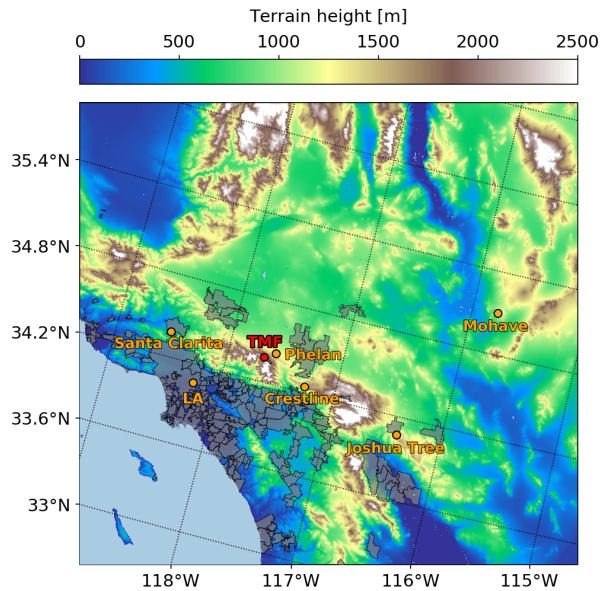 Terrain height [m]
0 500 1000 1500 2000 2500
35.4°N
34.8°N
34.2°N
33.6°N
33°N
Mohave
Santa Clarita
TMF
Phelan
LA
Crestline
Joshua Tree
118°W 117°W 116°W 115°W